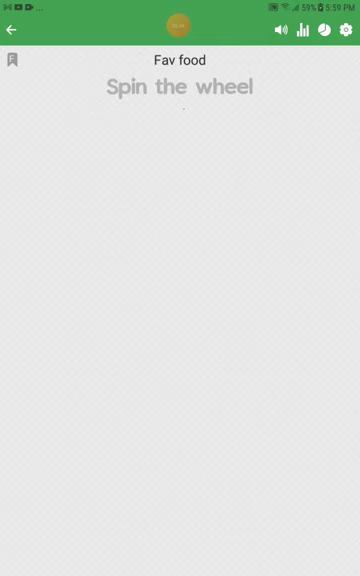 ... 59% 5:59 PM
F Fav food
Spin the wheel